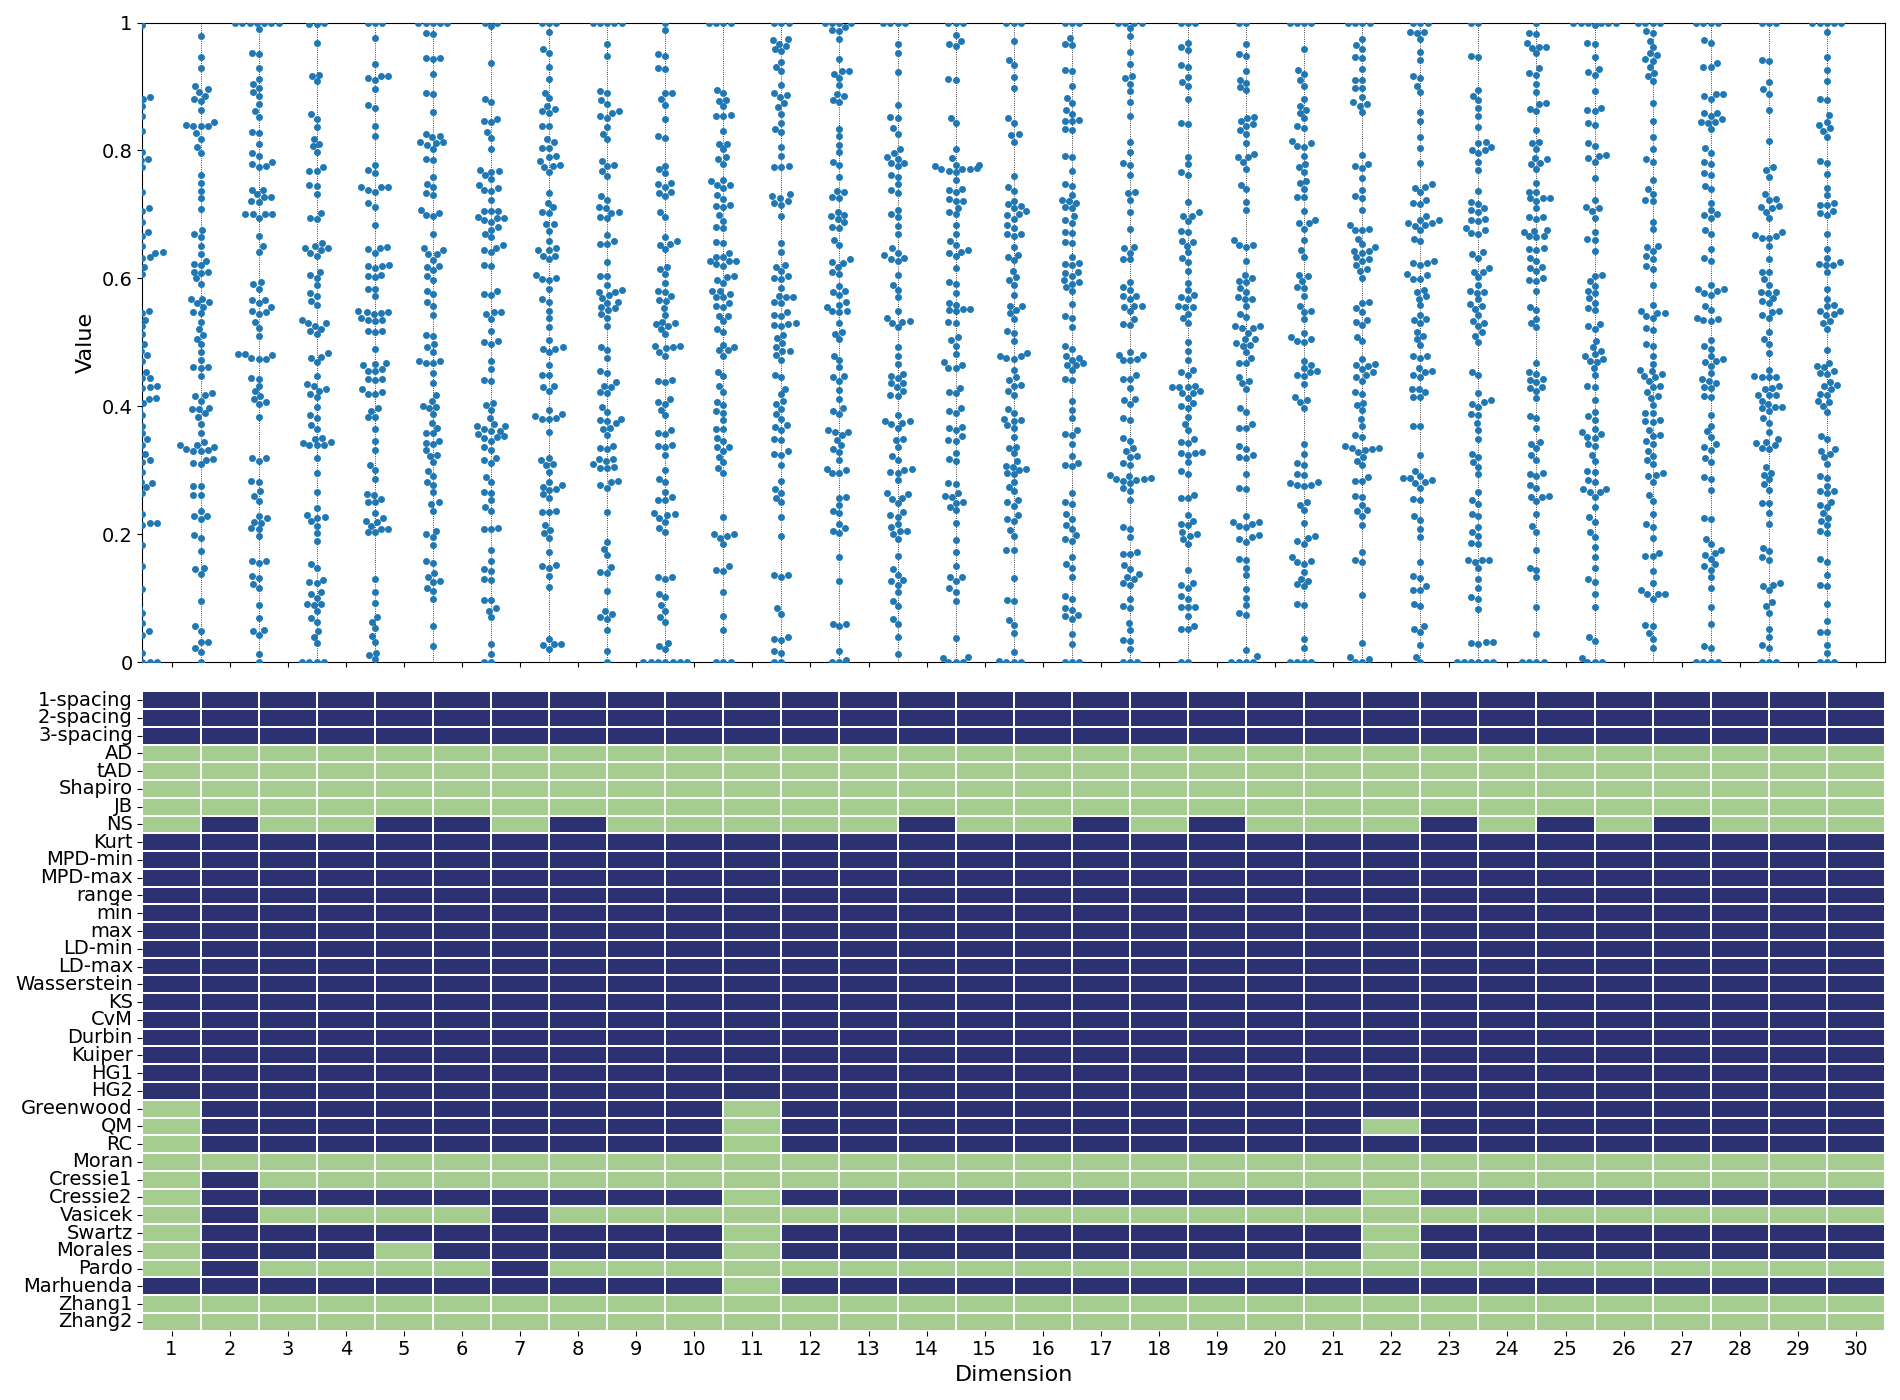 1
0.8
0.6
0.4
0.2
0
Value
1-spacing
2-spacing
3-spacing
AD
tAD
Shapiro
JB
NS
Kurt
MPD-min
MPD-max
range
min
max
LD-min
LD-max
Wasserstein
KS
CvM
Durbin
Kuiper
HG1
HG2
Greenwood
QM
RC
Moran
Cressie1
Cressie2
Vasicek
Swartz
Morales
Pardo
Marhuenda
Zhang1
Zhang2
1 2 3 4 5 6 7 8 9 10 11 12 13 14 15 16 17 18 19 20 21 22 23 24 25 26 27 28 29 30
Dimension